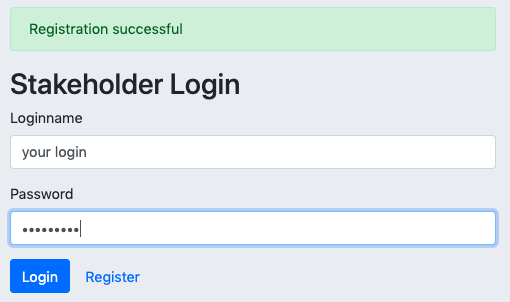 Registration successful
Stakeholder Login
Loginname
your login
Password
•••••••••
Login Register